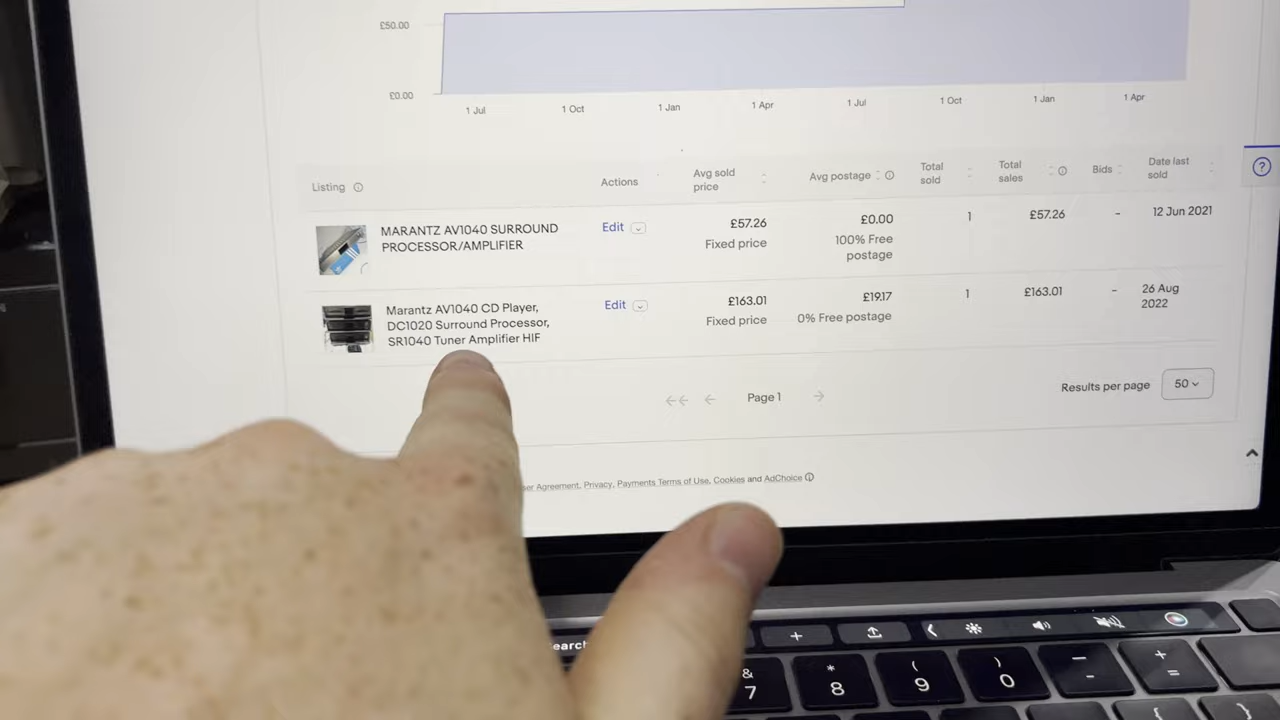 £50.00
£0.00
1 Jul 1 Oct 1 Jan 1 Apr 1 Jul 1 Oct 1 Jan 1 Apr
Listing Actions Avg sold price Avg postage Total sold Total sales Bids Date last sold
MARANTZ AV1040 SURROUND
PROCESSOR/AMPLIFIER
Edit
£57.26
Fixed price
£0.00
100% Free
postage
1
£57.26
-
12 Jun 2021
Marantz AV1040 CD Player,
DC1020 Surround Processor,
SR1040 Tuner Amplifier HIF
Edit
£163.01
Fixed price
£19.17
0% Free postage
1
£163.01
-
26 Aug
2022
Page 1
Results per page 50
ser Agreement, Privacy, Payments Terms of Use, Cookies and AdChoice
?
earch
& 7
* 8
( 9
) 0
- -
+ =
{
}